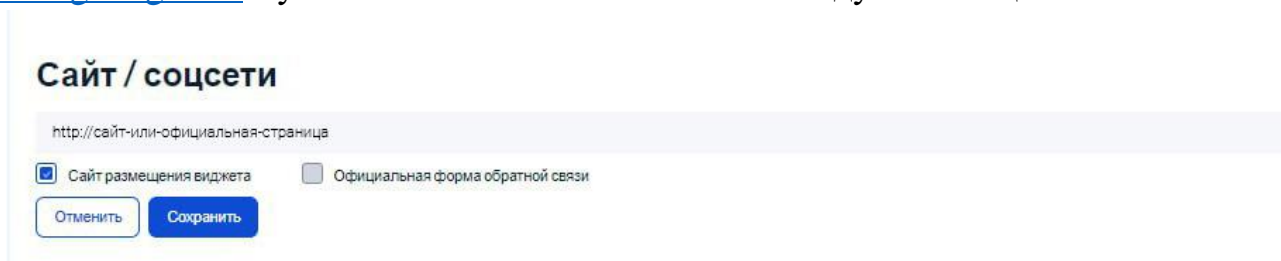 Сайт / соцсети
http://сайт-или-официальная-страница
Сайт размещения виджета Официальная форма обратной связи
Отменить Сохранить